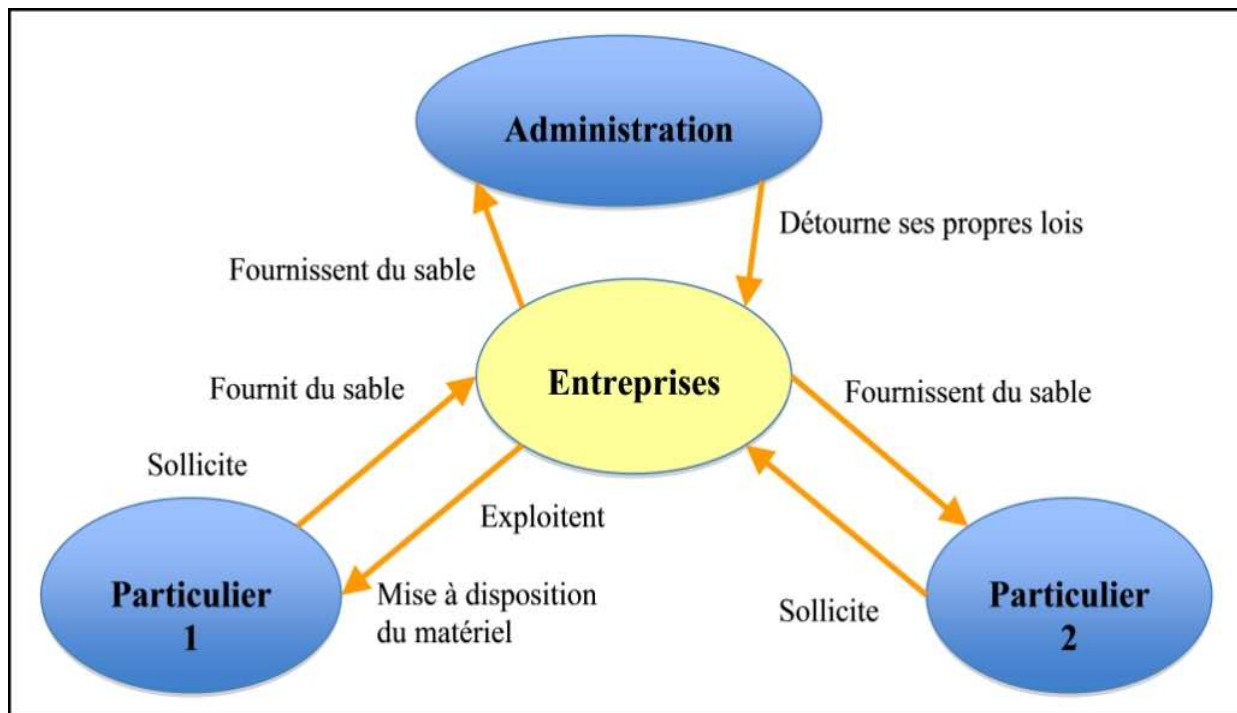 Administration
Détourne ses propres lois
Fournissent du sable
Entreprises
Fournit du sable
Fournissent du sable
Sollicite
Exploitent
Particulier
1
Mise à disposition
du matériel
Sollicite
Particulier
2